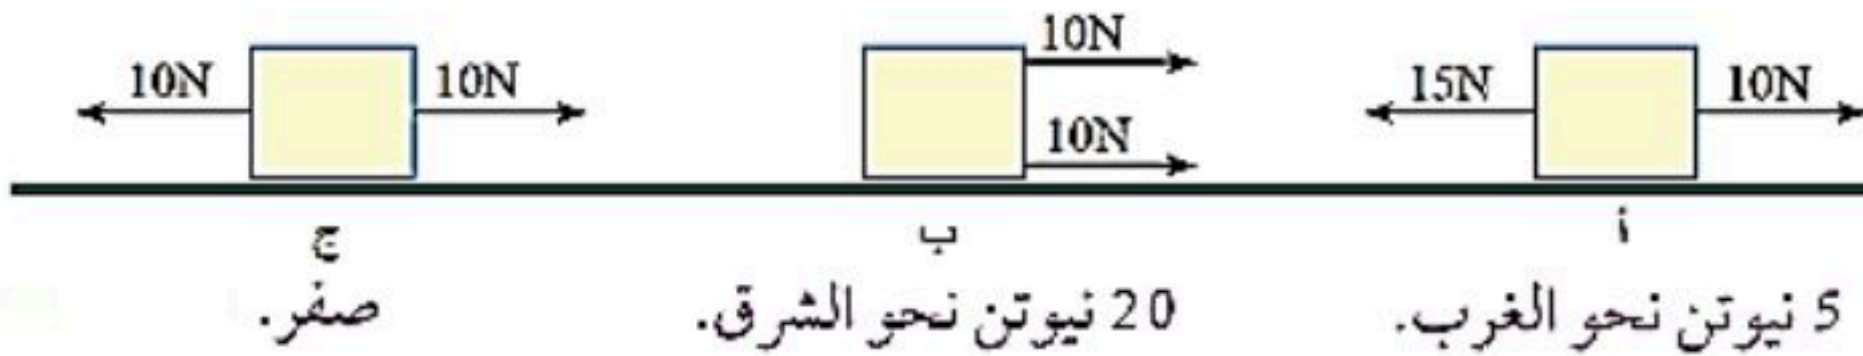 10N 15N
10N
10N
10N 10N
أ ب ج
5 نيوتن نحو الغرب. 20 نيوتن نحو الشرق. صفر.